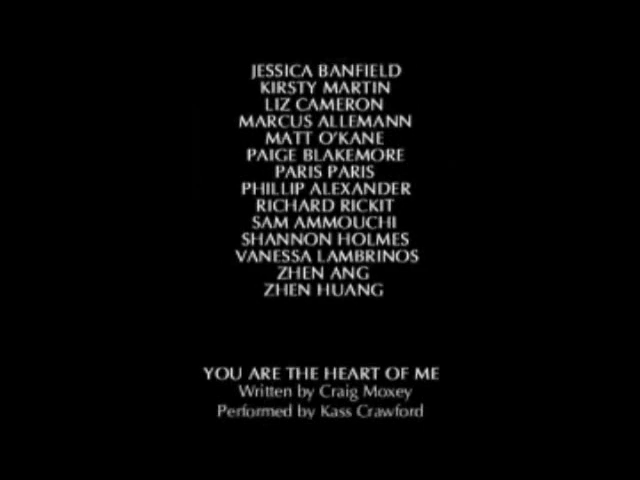 JESSICA BANFIELD
KIRSTY MARTIN
LIZ CAMERON
MARCUS ALLEMANN
MATT O'KANE
PAIGE BLAKEMORE
PARIS PARIS
PHILLIP ALEXANDER
RICHARD RICKIT
SAM AMMOUCHI
SHANNON HOLMES
VANESSA LAMBRINOS
ZHEN ANG
ZHEN HUANG
YOU ARE THE HEART OF ME
Written by Craig Moxey
Performed by Kass Crawford